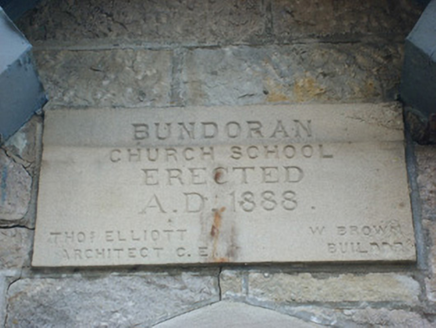 BUNDORAN
CHURCH SCHOOL
ERECTED
A.D. 1888.
THOS ELLIOTT W BROWN
ARCHITECT C.E. BUILDER